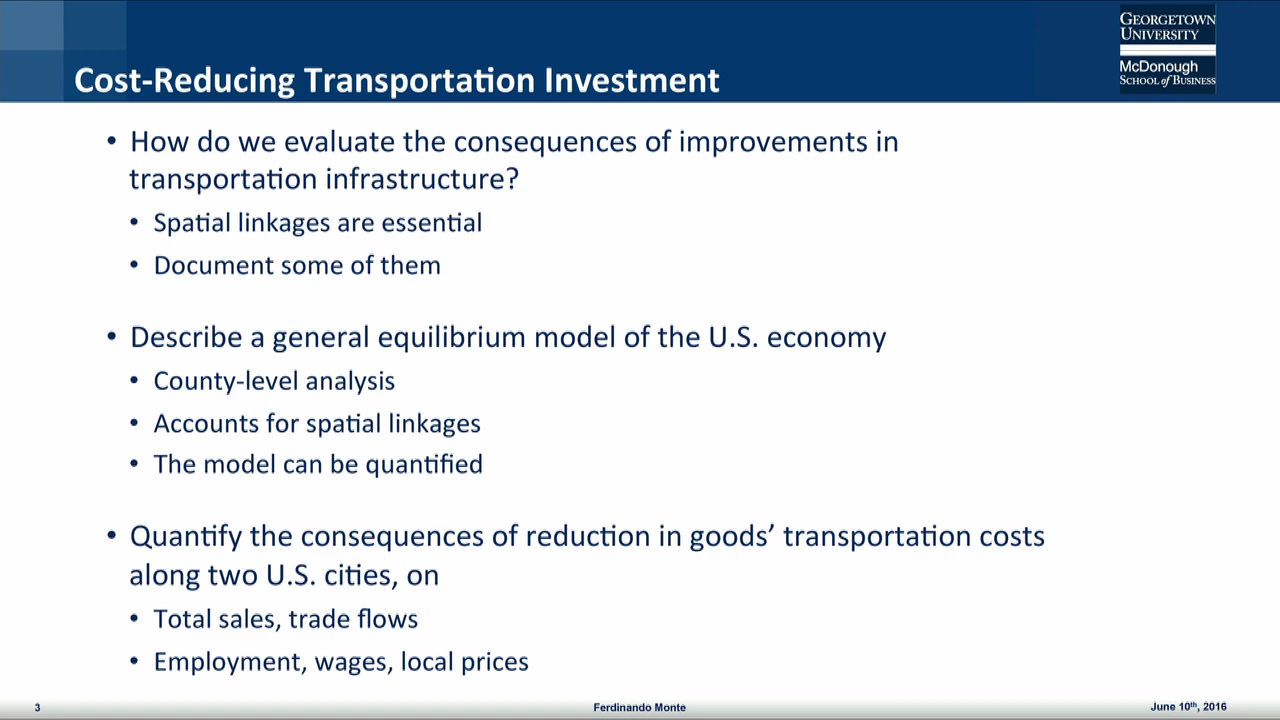 GEORGETOWN
UNIVERSITY
McDonough
SCHOOL of BUSINESS
Cost-Reducing Transportation Investment
• How do we evaluate the consequences of improvements in
transportation infrastructure?
• Spatial linkages are essential
• Document some of them
• Describe a general equilibrium model of the U.S. economy
• County-level analysis
• Accounts for spatial linkages
• The model can be quantified
• Quantify the consequences of reduction in goods’ transportation costs
along two U.S. cities, on
• Total sales, trade flows
• Employment, wages, local prices
3 Ferdinando Monte June 10th, 2016